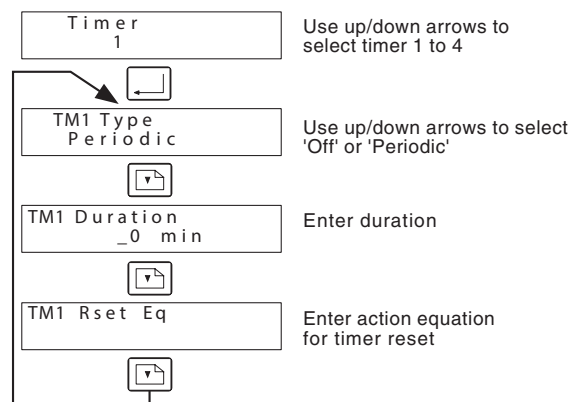 Timer
1
Use up/down arrows to
select timer 1 to 4
TM1 Type
Periodic
Use up/down arrows to select
'Off' or 'Periodic'
TM1 Duration
_0 min
Enter duration
TM1 Rset Eq
Enter action equation
for timer reset